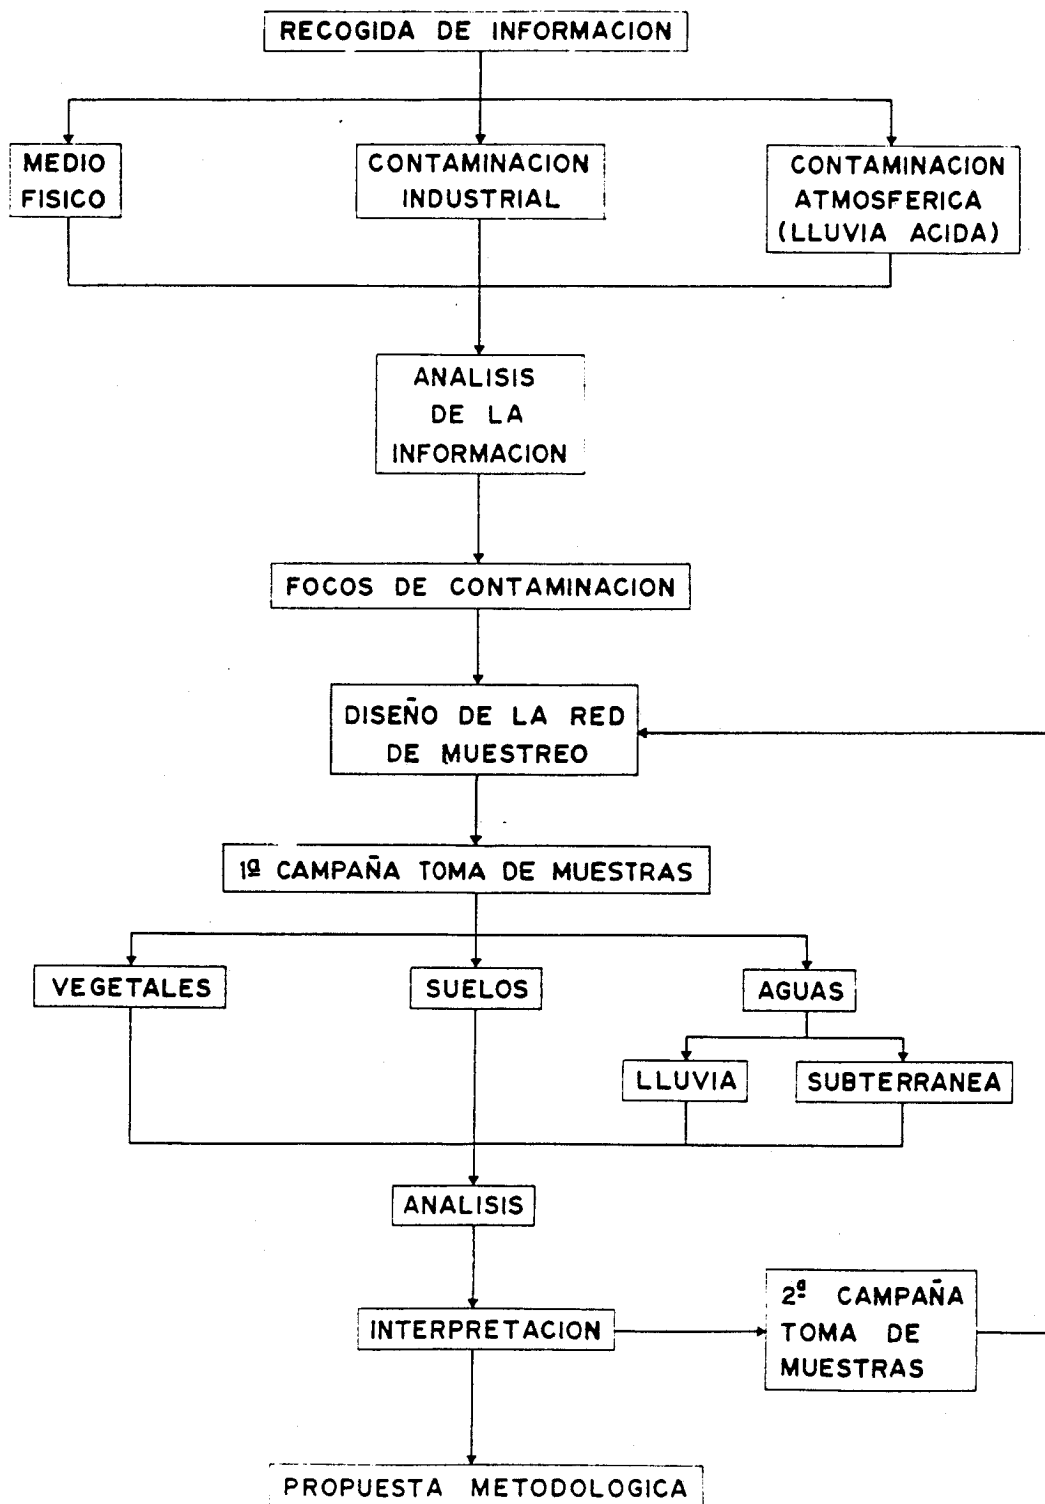 RECOGIDA DE INFORMACION
MEDIO
FISICO
CONTAMINACION
INDUSTRIAL
CONTAMINACION
ATMOSFERICA
(LLUVIA ACIDA)
ANALISIS
DE LA
INFORMACION
FOCOS DE CONTAMINACION
DISEÑO DE LA RED
DE MUESTREO
1ª CAMPAÑA TOMA DE MUESTRAS
VEGETALES
SUELOS
AGUAS
LLUVIA
SUBTERRANEA
ANALISIS
INTERPRETACION
2ª CAMPAÑA
TOMA DE
MUESTRAS
PROPUESTA METODOLOGICA